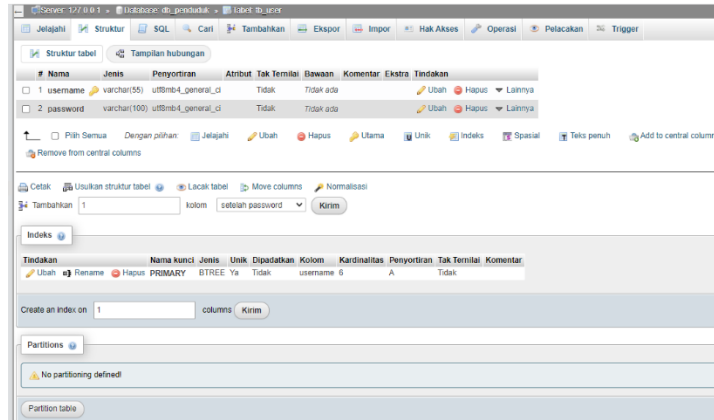 Server: 127.0.0.1 » Database: db_penduduk » Tabel: tb_user
Jelajahi Struktur SQL Cari Tambahkan Ekspor Impor Hak Akses Operasi Pelacakan Trigger
Struktur tabel Tampilan hubungan
# Nama Jenis Penyortiran Atribut Tak Ternilai Bawaan Komentar Ekstra Tindakan
1 username varchar(55) utf8mb4_general_ci Tidak Tidak ada Ubah Hapus Lainnya
2 password varchar(100) utf8mb4_general_ci Tidak Tidak ada Ubah Hapus Lainnya
Pilih Semua Dengan pilihan: Jelajahi Ubah Hapus Utama Unik Indeks Spasial Teks penuh Add to central column
Remove from central columns
Cetak Usulkan struktur tabel Lacak tabel Move columns Normalisasi
Tambahkan 1 kolom setelah password Kirim
Indeks
Tindakan Nama kunci Jenis Unik Dipadatkan Kolom Kardinalitas Penyortiran Tak Ternilai Komentar
Ubah Rename Hapus PRIMARY BTREE Ya Tidak username 6 A Tidak
Create an index on 1 columns Kirim
Partitions
No partitioning defined!
Partition table